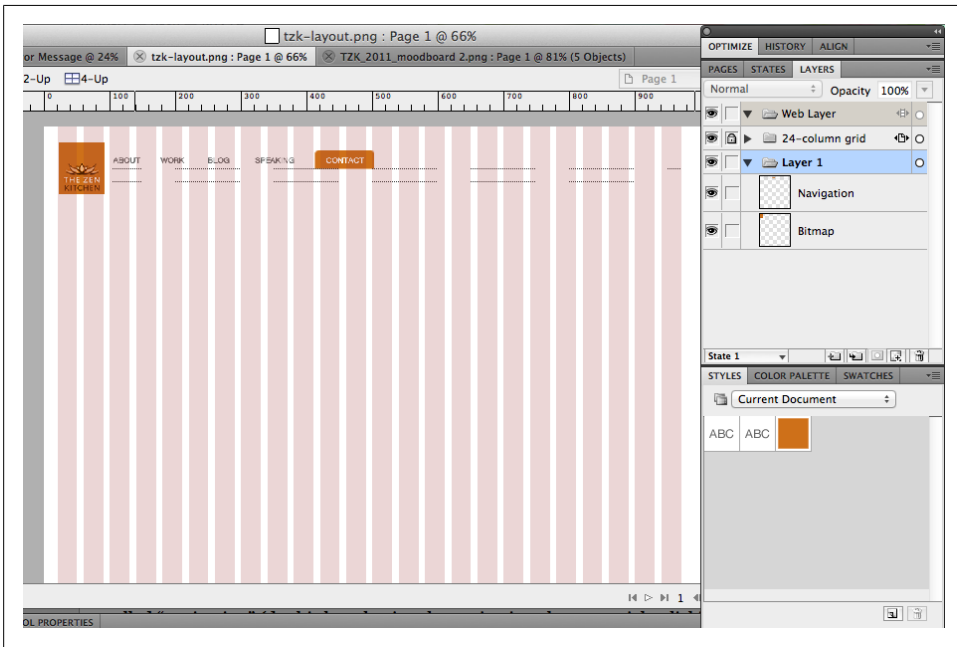 tzk-layout.png : Page 1 @ 66%
or Message @ 24%
tzk-layout.png : Page 1 @ 66%
TZK_2011_moodboard 2.png : Page 1 @ 81% (5 Objects)
2-Up
4-Up
Page 1
0 100 200 300 400 500 600 700 800 900
THE ZEN
KITCHEN
ABOUT WORK BLOG SPEAKING CONTACT
1
OL PROPERTIES
OPTIMIZE HISTORY ALIGN
PAGES STATES LAYERS
Normal Opacity 100%
Web Layer
24-column grid
Layer 1
Navigation
Bitmap
State 1
STYLES COLOR PALETTE SWATCHES
Current Document
ABC ABC